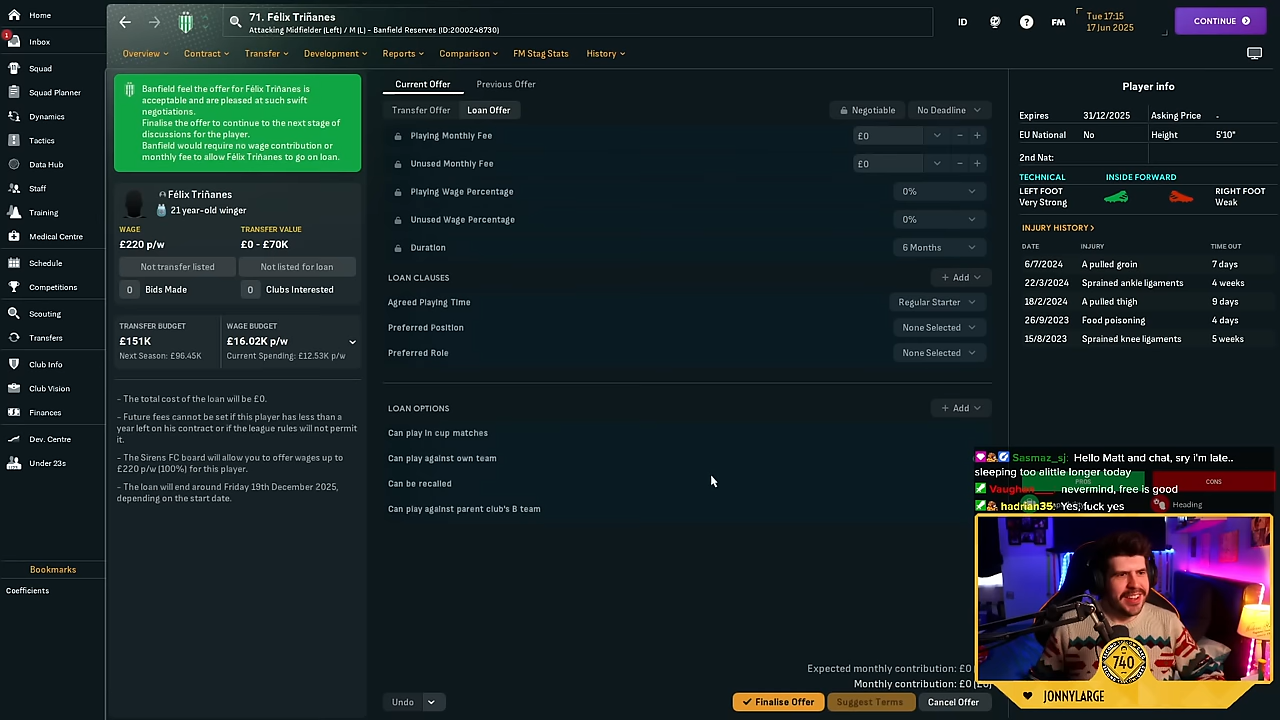 71. Félix Triñanes
Attacking Midfielder (Left) / M (L) - Banfield Reserves (ID:2000248730)
ID
FM
Tue 17:15
17 Jun 2025
CONTINUE
Overview
Contract
Transfer
Development
Reports
Comparison
FM Stag Stats
History
1
Home
Inbox
Squad
Squad Planner
Dynamics
Tactics
Data Hub
Staff
Training
Medical Centre
Schedule
Competitions
Scouting
Transfers
Club Info
Club Vision
Finances
Dev. Centre
Under 23s
Bookmarks
Coefficients
Banfield feel the offer for Félix Triñanes is
acceptable and are pleased at such swift
negotiations.
Finalise the offer to continue to the next stage of
discussions for the player.
Banfield would require no wage contribution or
monthly fee to allow Félix Triñanes to go on loan.
Félix Triñanes
21 year-old winger
WAGE
TRANSFER VALUE
£220 p/w
£0 - £70K
Not transfer listed
Not listed for loan
0 Bids Made
0 Clubs Interested
TRANSFER BUDGET
WAGE BUDGET
£151K
£16.02K p/w
Next Season: £96.45K
Current Spending: £12.53K p/w
- The total cost of the loan will be £0.
- Future fees cannot be set if this player has less than a
year left on his contract or if the league rules will not permit
it.
- The Sirens FC board will allow you to offer wages up to
£220 p/w (100%) for this player.
- The loan will end around Friday 19th December 2025,
depending on the start date.
Current Offer
Previous Offer
Transfer Offer
Loan Offer
Negotiable
No Deadline
Playing Monthly Fee
£0
Unused Monthly Fee
£0
Playing Wage Percentage
0%
Unused Wage Percentage
0%
Duration
6 Months
LOAN CLAUSES
+ Add
Agreed Playing Time
Regular Starter
Preferred Position
None Selected
Preferred Role
None Selected
LOAN OPTIONS
+ Add
Can play in cup matches
Can play against own team
Can be recalled
Can play against parent club's B team
Expected monthly contribution: £0
Monthly contribution: £0
Undo
Finalise Offer
Suggest Terms
Cancel Offer
Player info
Expires 31/12/2025
Asking Price -
EU National No
Height 5'10"
2nd Nat:
TECHNICAL
INSIDE FORWARD
LEFT FOOT
Very Strong
RIGHT FOOT
Weak
INJURY HISTORY >
DATE INJURY TIME OUT
6/7/2024 A pulled groin 7 days
22/3/2024 Sprained ankle ligaments 4 weeks
18/2/2024 A pulled thigh 9 days
26/9/2023 Food poisoning 4 days
15/8/2023 Sprained knee ligaments 5 weeks
Sasmaz_sj: Hello Matt and chat, sry i'm late..
sleeping too alittle longer today
PROS
CONS
nevermind, free is good
Heading
hadrian35: Yes, fuck yes
740
JONNYLARGE